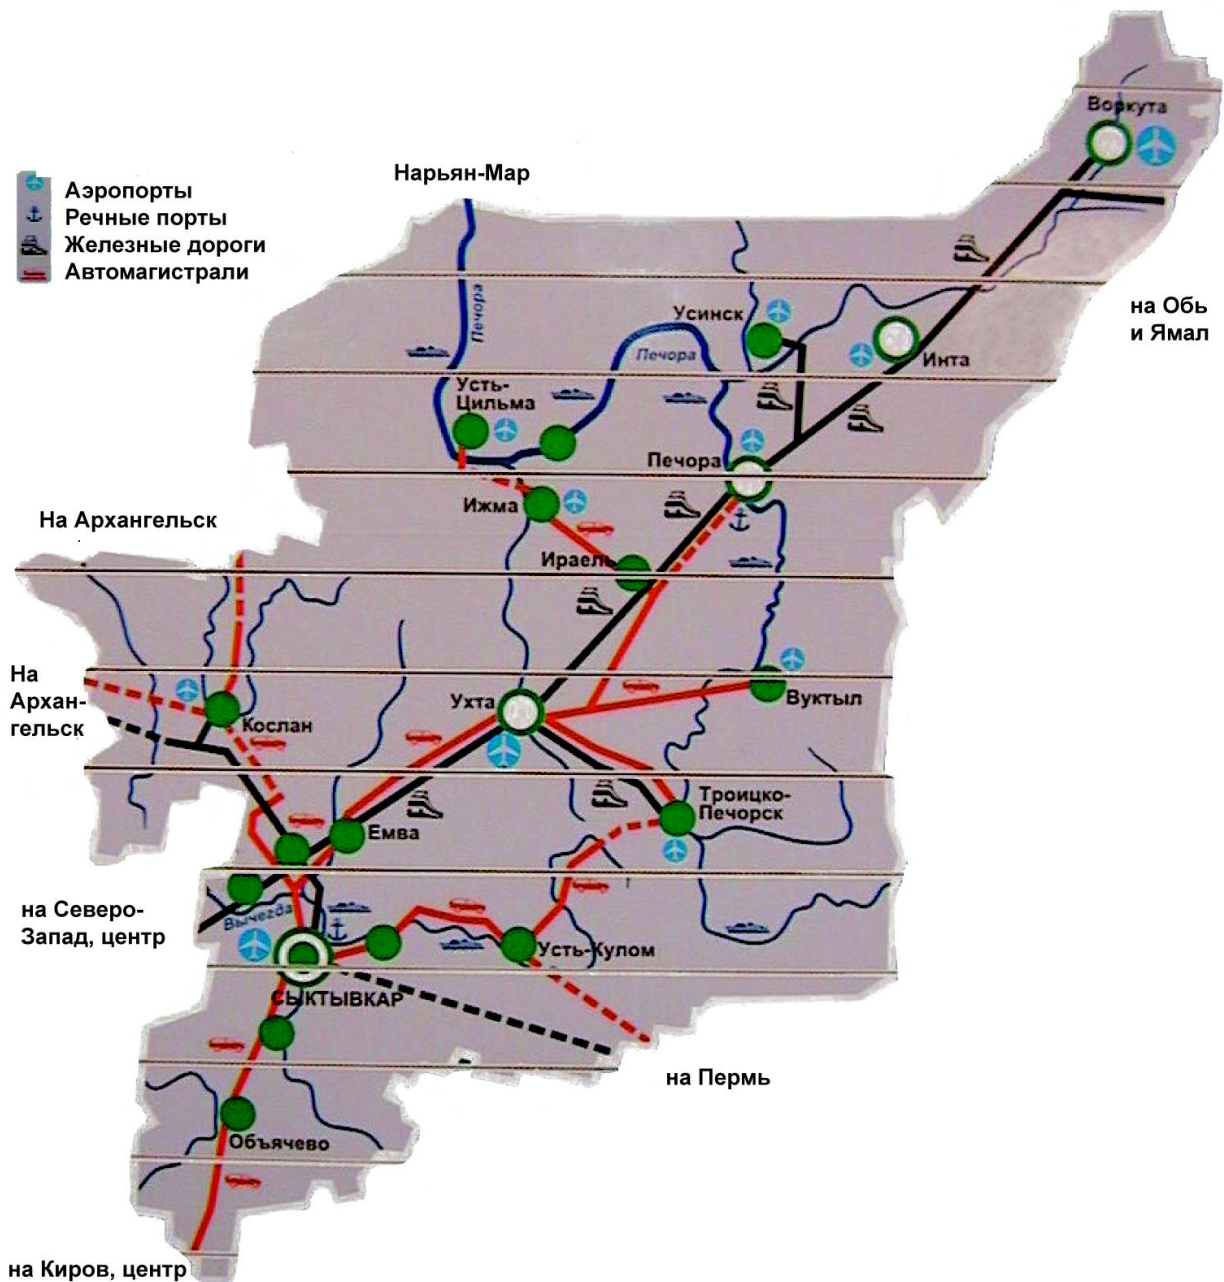 Воркута
Нарьян-Мар
Аэропорты
Речные порты
Железные дороги
Автомагистрали
Печора
Усинск
на Обь
и Ямал
Печора
Инта
Усть-
Цильма
Печора
Ижма
На Архангельск
Ираель
На
Архан-
гельск
Ухта
Вуктыл
Кослан
Троицко-
Печорск
Емва
на Северо-
Запад, центр
Вычегда
Усть-Кулом
СЫКТЫВКАР
на Пермь
Объячево
на Киров, центр